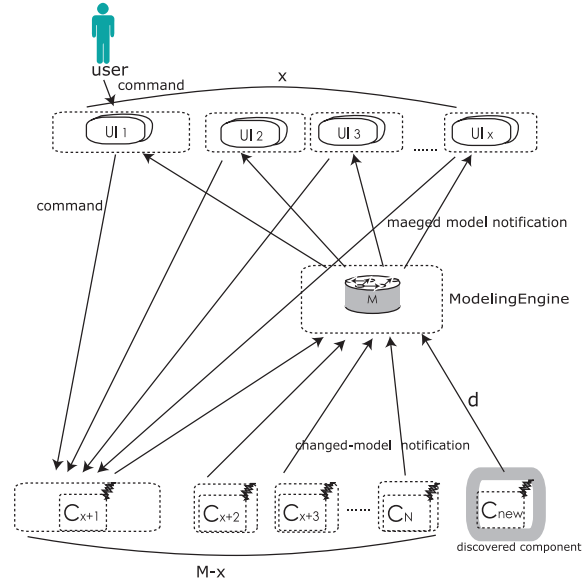 user
command
x
UI 1
UI 2
UI 3
.....
UI x
command
maeged model notification
M
ModelingEngine
d
changed-model notification
Cx+1
Cx+2
Cx+3
.....
CN
Cnew
discovered component
M-x